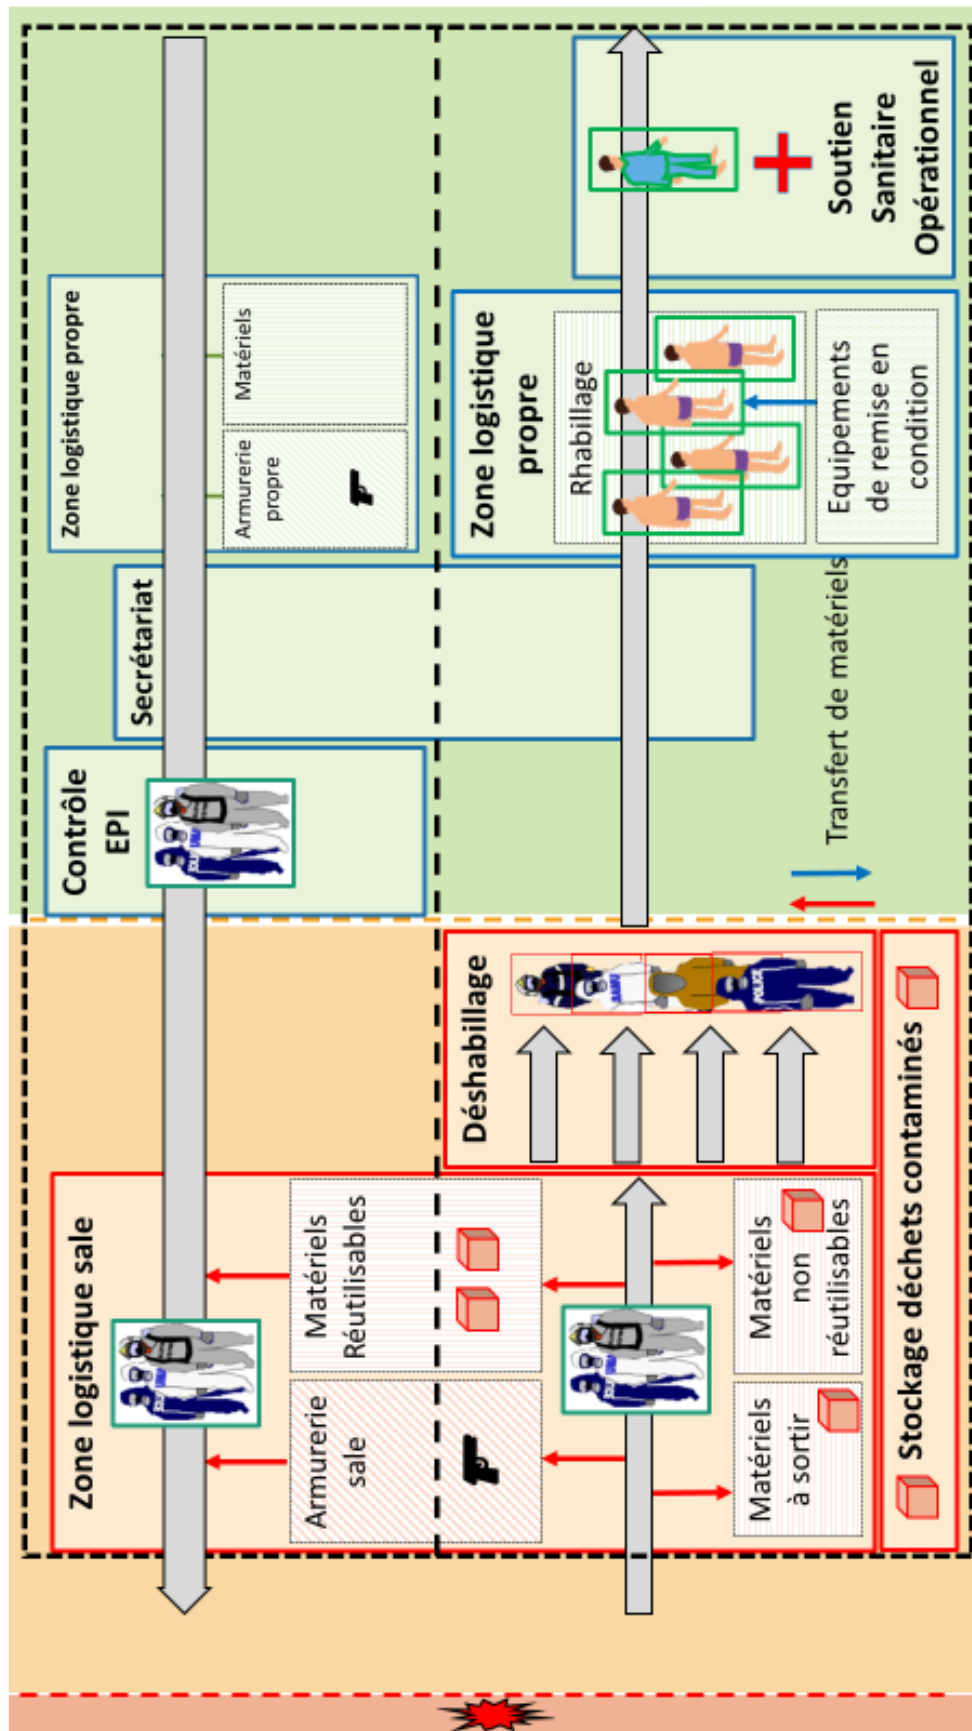 Zone logistique sale
Armurerie
sale
Matériels
Réutilisables
Matériels
à sortir
Matériels
non
réutilisables
Stockage déchets contaminés
Déshabillage
POLICE
Contrôle
EPI
Secrétariat
Zone logistique propre
Armurerie
propre
Matériels
Transfert de matériels
Zone logistique
propre
Rhabillage
Equipements
de remise en
condition
Soutien
Sanitaire
Opérationnel